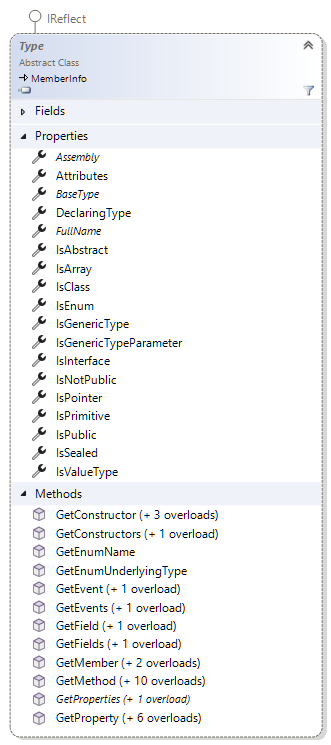 IReflect
Type
Abstract Class
MemberInfo
Fields
Properties
Assembly
Attributes
BaseType
DeclaringType
FullName
IsAbstract
IsArray
IsClass
IsEnum
IsGenericType
IsGenericTypeParameter
IsInterface
IsNotPublic
IsPointer
IsPrimitive
IsPublic
IsSealed
IsValueType
Methods
GetConstructor (+ 3 overloads)
GetConstructors (+ 1 overload)
GetEnumName
GetEnumUnderlyingType
GetEvent (+ 1 overload)
GetEvents (+ 1 overload)
GetField (+ 1 overload)
GetFields (+ 1 overload)
GetMember (+ 2 overloads)
GetMethod (+ 10 overloads)
GetProperties (+ 1 overload)
GetProperty (+ 6 overloads)